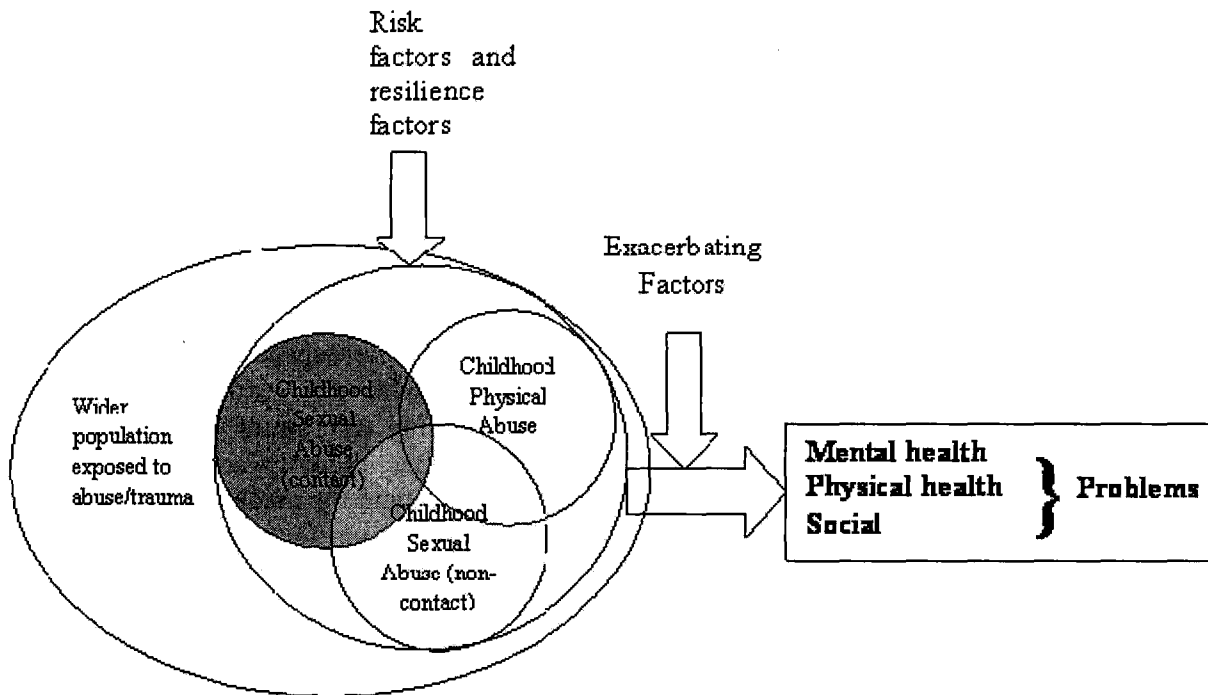 Risk
factors and
resilience
factors
Exacerbating
Factors
Childhood
Physical
Abuse
Childhood
Sexual
Abuse
(contact)
Wider
population
exposed to
abuse/trauma
Childhood
Sexual
Abuse (non-
contact)
Mental health
Physical health
Social
} Problems